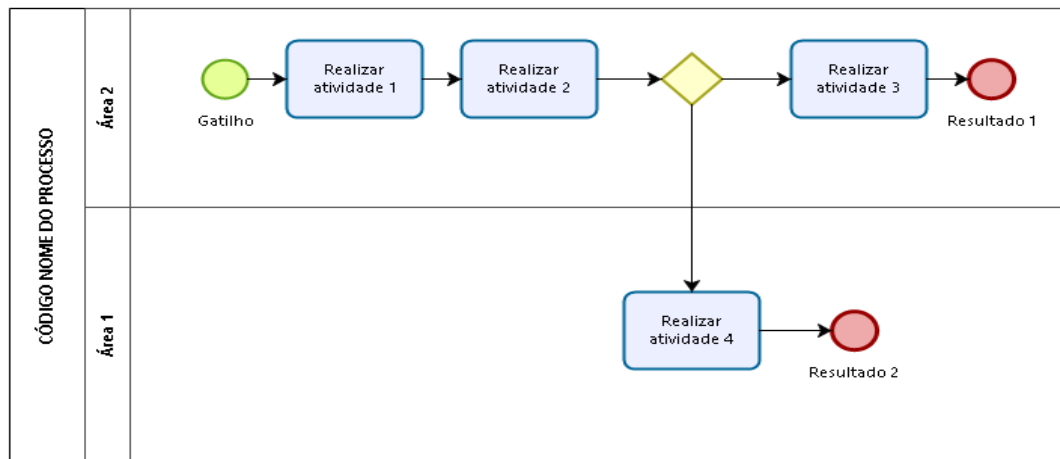 CÓDIGO NOME DO PROCESSO
Área 2
Gatilho
Realizar
atividade 1
Realizar
atividade 2
Realizar
atividade 3
Resultado 1
Área 1
Realizar
atividade 4
Resultado 2